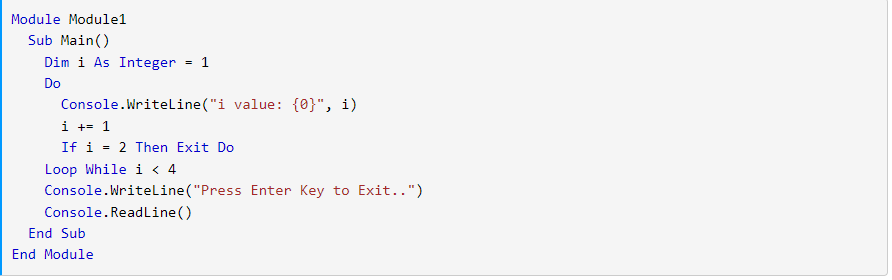 Module Module1
  Sub Main()
    Dim i As Integer = 1
    Do
      Console.WriteLine("i value: {0}", i)
      i += 1
      If i = 2 Then Exit Do
    Loop While i < 4
    Console.WriteLine("Press Enter Key to Exit..")
    Console.ReadLine()
  End Sub
End Module